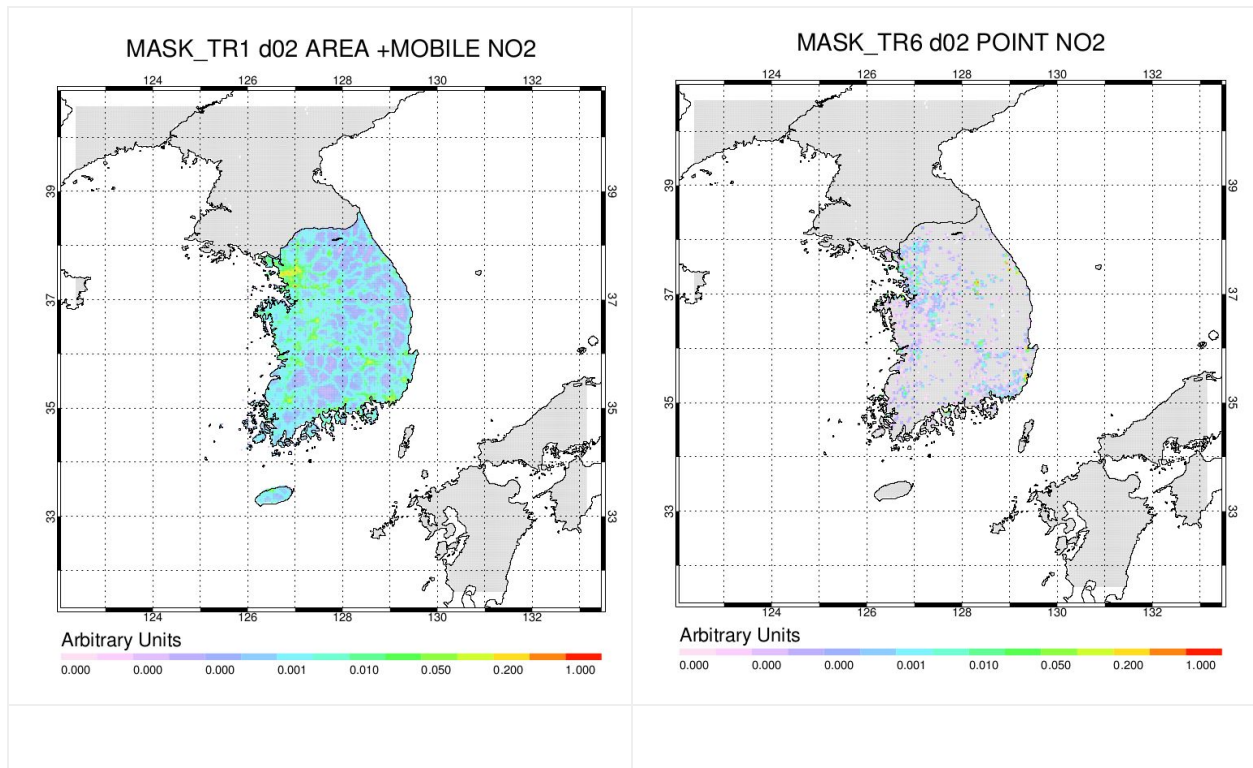 MASK_TR1 d02 AREA +MOBILE NO2
124 126 128 130 132
39 39
37 37
35 35
33 33
124 126 128 130 132
Arbitrary Units
0.000 0.000 0.000 0.001 0.010 0.050 0.200 1.000
MASK_TR6 d02 POINT NO2
124 126 128 130 132
39 39
37 37
35 35
33 33
124 126 128 130 132
Arbitrary Units
0.000 0.000 0.000 0.001 0.010 0.050 0.200 1.000